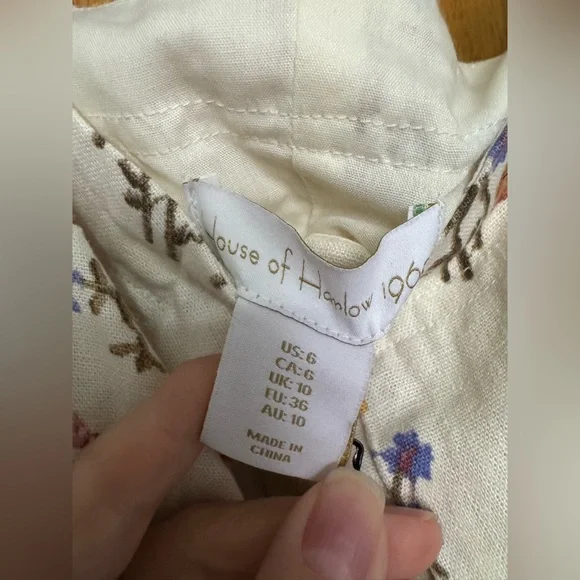 House of Harlow 196
US: 6
CA: 6
UK: 10
EU: 36
AU: 10
MADE IN
CHINA